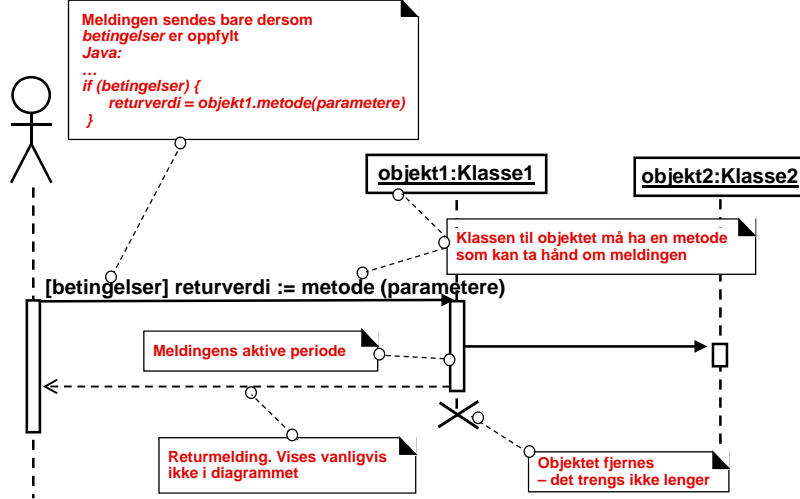 Meldingen sendes bare dersom
betingelser er oppfylt
Java:
...
if (betingelser) {
returverdi = objekt1.metode(parametere)
}
objekt1:Klasse1
objekt2:Klasse2
Klassen til objektet må ha en metode
som kan ta hånd om meldingen
[betingelser] returverdi := metode (parametere)
Meldingens aktive periode
Returmelding. Vises vanligvis
ikke i diagrammet
Objektet fjernes
– det trengs ikke lenger